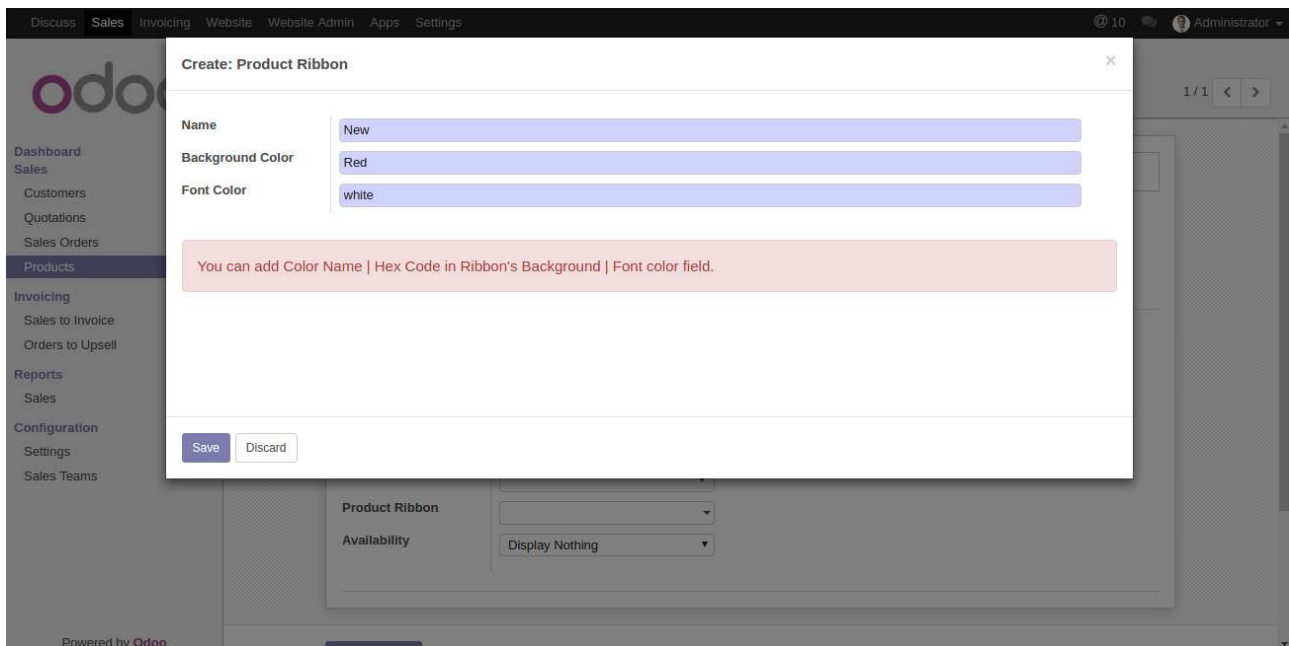 Discuss Sales Invoicing Website Website Admin Apps Settings @ 10 Administrator
odoo
Create: Product Ribbon ×
1 / 1
Name New
Background Color Red
Font Color white
You can add Color Name | Hex Code in Ribbon's Background | Font color field.
Save Discard
Dashboard
Sales
Customers
Quotations
Sales Orders
Products
Invoicing
Sales to Invoice
Orders to Upsell
Reports
Sales
Configuration
Settings
Sales Teams
Product Ribbon
Availability Display Nothing
Powered by Odoo